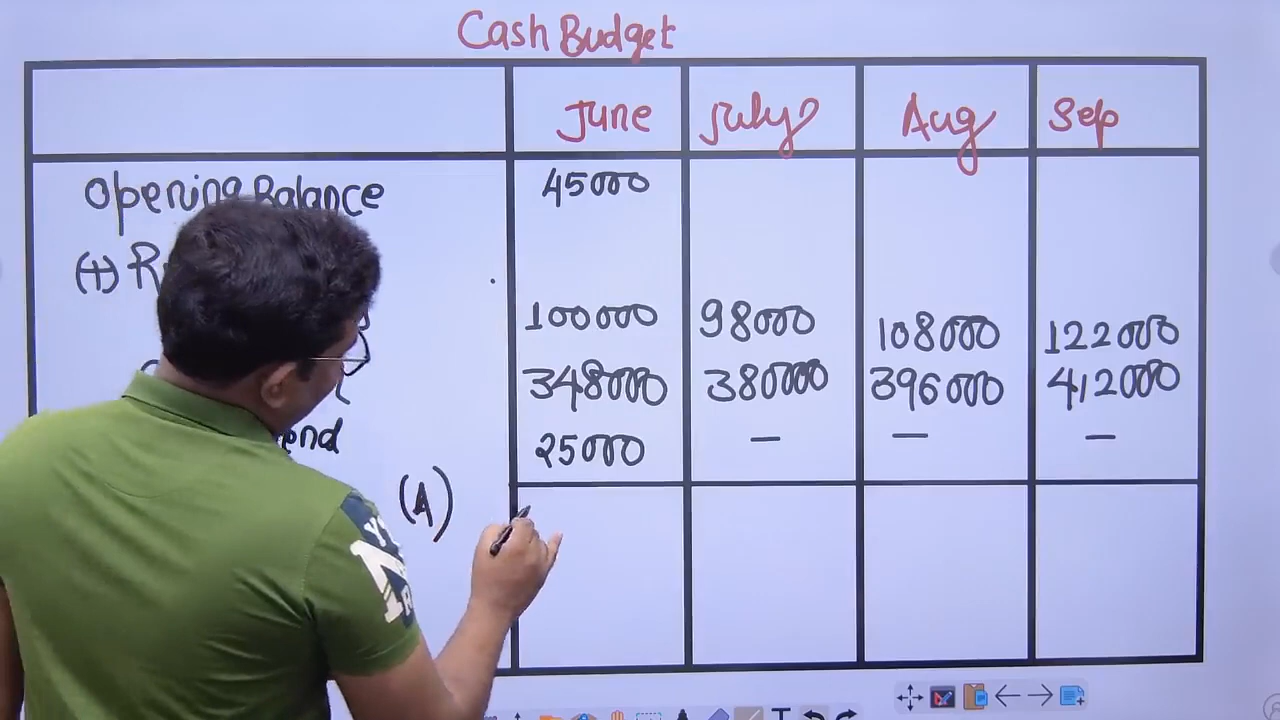 Cash Budget
June July Aug Sep
Opening Balance 45000
(+)
100000 98000 108000 122000
348000 380000 396000 412000
25000 — — —
(A)